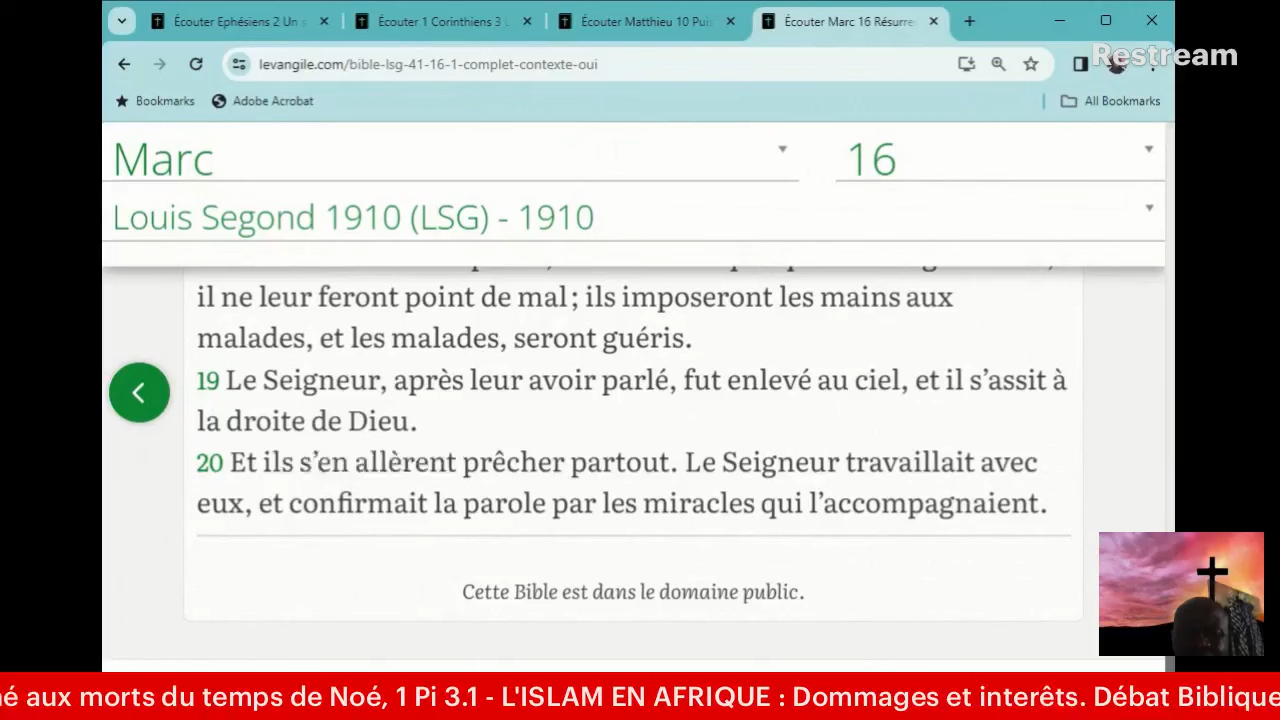 Écouter Ephésiens 2 Un s
Écouter 1 Corinthiens 3 L
Écouter Matthieu 10 Puis
Écouter Marc 16 Résurre
levangile.com/bible-lsg-41-16-1-complet-contexte-oui
Restream
Bookmarks
Adobe Acrobat
All Bookmarks
Marc
16
Louis Segond 1910 (LSG) - 1910
il ne leur feront point de mal ; ils imposeront les mains aux
malades, et les malades, seront guéris.
19 Le Seigneur, après leur avoir parlé, fut enlevé au ciel, et il s’assit à
la droite de Dieu.
20 Et ils s’en allèrent prêcher partout. Le Seigneur travaillait avec
eux, et confirmait la parole par les miracles qui l’accompagnaient.
Cette Bible est dans le domaine public.
é aux morts du temps de Noé, 1 Pi 3.1 - L'ISLAM EN AFRIQUE : Dommages et interêts. Débat Biblique